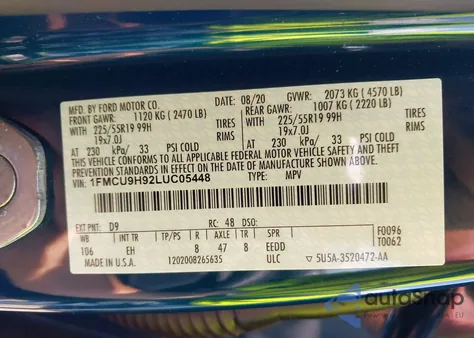 MFD. BY FORD MOTOR CO.
08/20 GVWR: 2073 KG ( 4570 LB)
FRONT GAWR: 1120 KG ( 2470 LB) REAR GAWR: 1007 KG ( 2220 LB)
WITH 225/55R19 99H TIRES WITH 225/55R19 99H TIRES
19x7.0J RIMS 19x7.0J RIMS
AT 230 kPa/ 33 PSI COLD AT 230 kPa/ 33 PSI COLD
THIS VEHICLE CONFORMS TO ALL APPLICABLE FEDERAL MOTOR VEHICLE SAFETY, BUMPER, AND THEFT
PREVENTION STANDARDS IN EFFECT ON THE DATE OF MANUFACTURE SHOWN ABOVE.
VIN: 1FMCU9H92LUC05448 TYPE: MPV
EXT PNT: D9 RC: 48 DSO: F0096
WB INT TR TP/PS R AXLE TR SPR T0062
106 EH 8 47 8 EEDD
MADE IN U.S.A. 1202008265635 ULC ▽ 5U5A-3520472-AA
autosnap